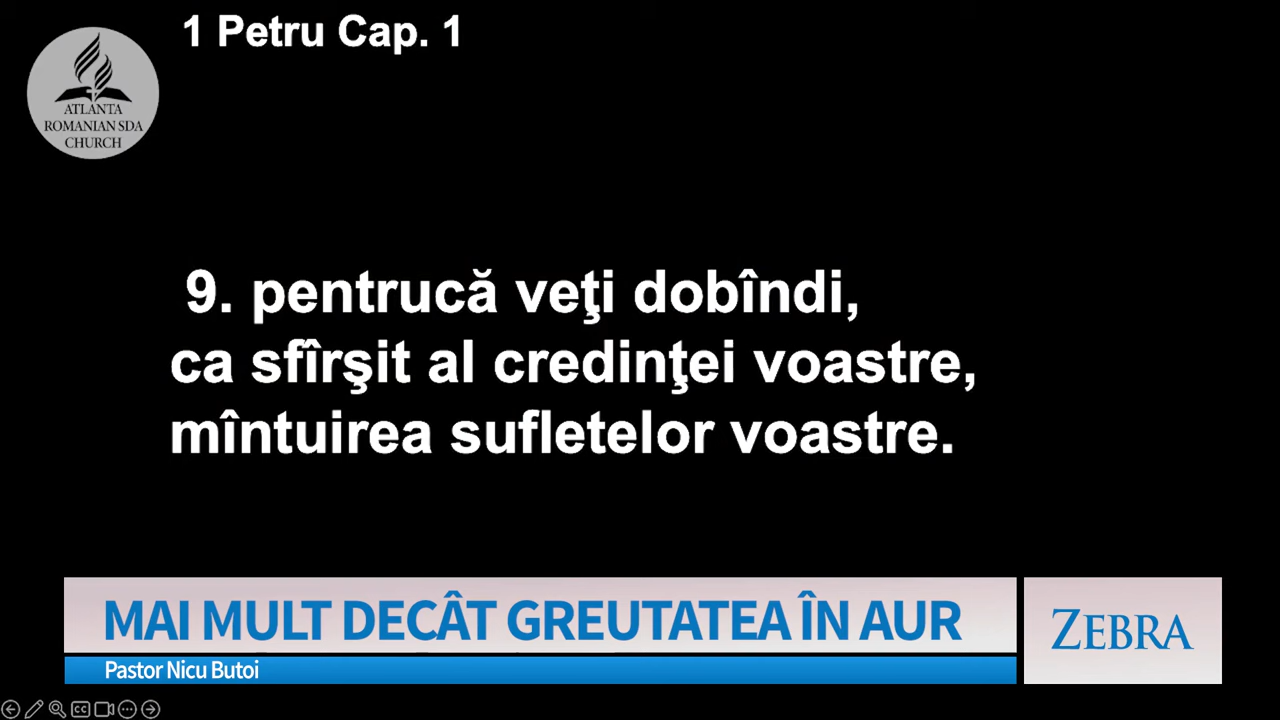 1 Petru Cap. 1
ATLANTA
ROMANIAN SDA
CHURCH
9. pentrucă veţi dobîndi,
ca sfîrşit al credinţei voastre,
mîntuirea sufletelor voastre.
MAI MULT DECÂT GREUTATEA ÎN AUR
ZEBRA
Pastor Nicu Butoi
CC